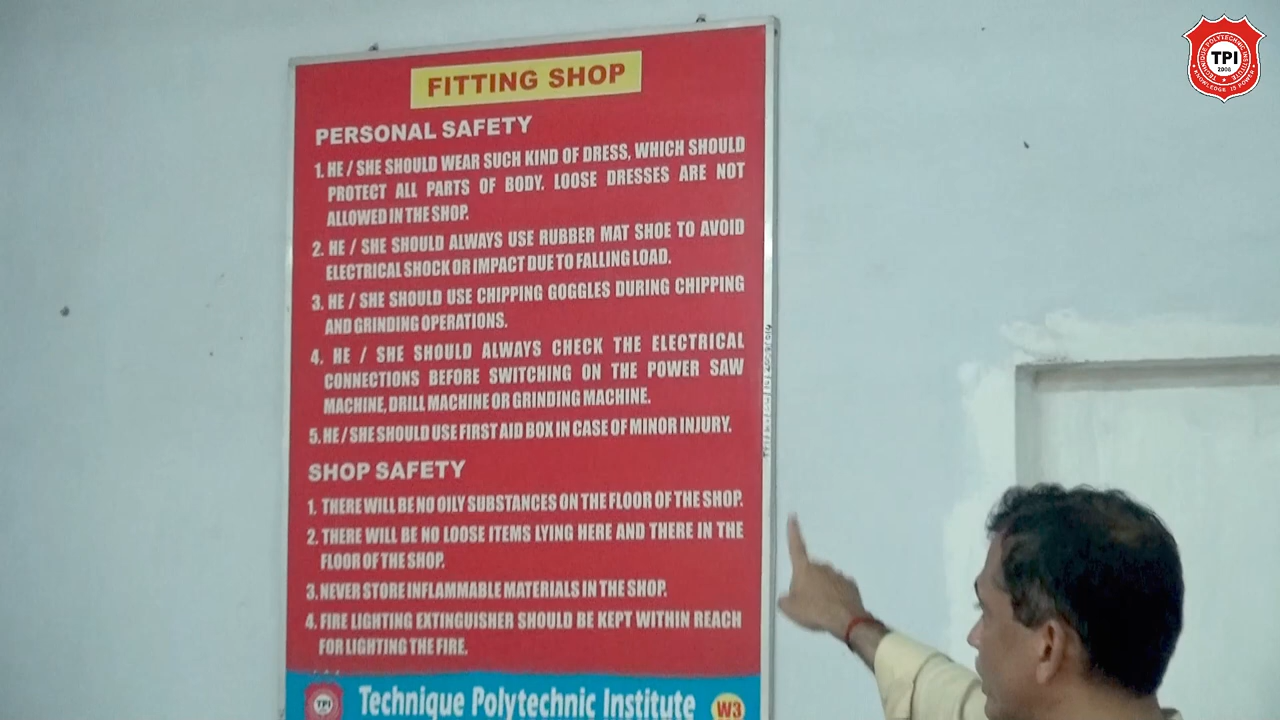 TECHNIQUE POLYTECHNIC INSTITUTE
TPI
2008
KNOWLEDGE IS POWER
FITTING SHOP
PERSONAL SAFETY
1. HE / SHE SHOULD WEAR SUCH KIND OF DRESS, WHICH SHOULD
PROTECT ALL PARTS OF BODY. LOOSE DRESSES ARE NOT
ALLOWED IN THE SHOP.
2. HE / SHE SHOULD ALWAYS USE RUBBER MAT SHOE TO AVOID
ELECTRICAL SHOCK OR IMPACT DUE TO FALLING LOAD.
3. HE / SHE SHOULD USE CHIPPING GOGGLES DURING CHIPPING
AND GRINDING OPERATIONS.
4. HE / SHE SHOULD ALWAYS CHECK THE ELECTRICAL
CONNECTIONS BEFORE SWITCHING ON THE POWER SAW
MACHINE, DRILL MACHINE OR GRINDING MACHINE.
5. HE / SHE SHOULD USE FIRST AID BOX IN CASE OF MINOR INJURY.
SHOP SAFETY
1. THERE WILL BE NO OILY SUBSTANCES ON THE FLOOR OF THE SHOP.
2. THERE WILL BE NO LOOSE ITEMS LYING HERE AND THERE IN THE
FLOOR OF THE SHOP.
3. NEVER STORE INFLAMMABLE MATERIALS IN THE SHOP.
4. FIRE LIGHTING EXTINGUISHER SHOULD BE KEPT WITHIN REACH
FOR LIGHTING THE FIRE.
TPI
Technique Polytechnic Institute
W3